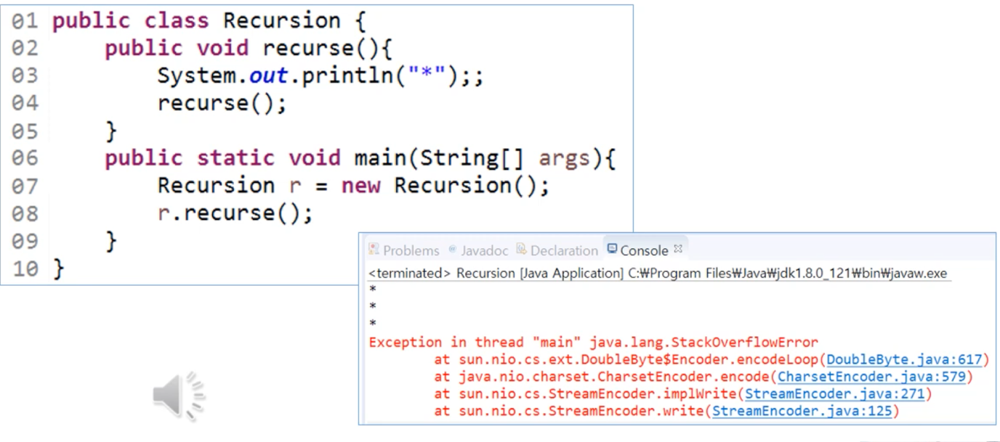 01 public class Recursion {
02     public void recurse(){
03         System.out.println("*");;
04         recurse();
05     }
06     public static void main(String[] args){
07         Recursion r = new Recursion();
08         r.recurse();
09     }
10 }
Problems @ Javadoc Declaration Console
<terminated> Recursion [Java Application] C:₩Program Files₩Java₩jdk1.8.0_121₩bin₩javaw.exe
*
*
*
Exception in thread "main" java.lang.StackOverflowError
        at sun.nio.cs.ext.DoubleByte$Encoder.encodeLoop(DoubleByte.java:617)
        at java.nio.charset.CharsetEncoder.encode(CharsetEncoder.java:579)
        at sun.nio.cs.StreamEncoder.implWrite(StreamEncoder.java:271)
        at sun.nio.cs.StreamEncoder.write(StreamEncoder.java:125)